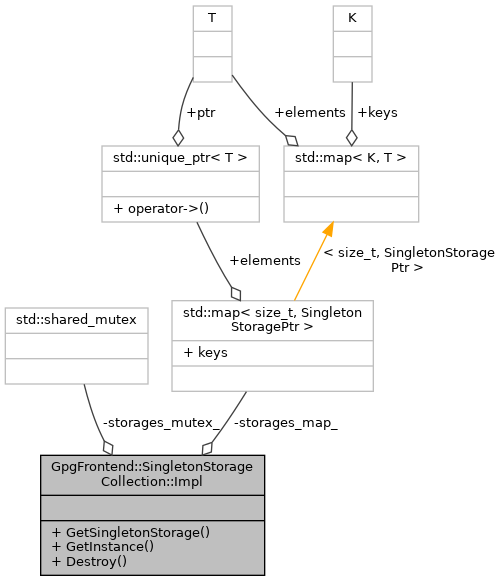 T
K
+ptr
+elements
+keys
std::unique_ptr< T >
+ operator->()
std::map< K, T >
+elements
< size_t, SingletonStorage
Ptr >
std::shared_mutex
std::map< size_t, Singleton
StoragePtr >
+ keys
-storages_mutex_
-storages_map_
GpgFrontend::SingletonStorage
Collection::Impl
+ GetSingletonStorage()
+ GetInstance()
+ Destroy()